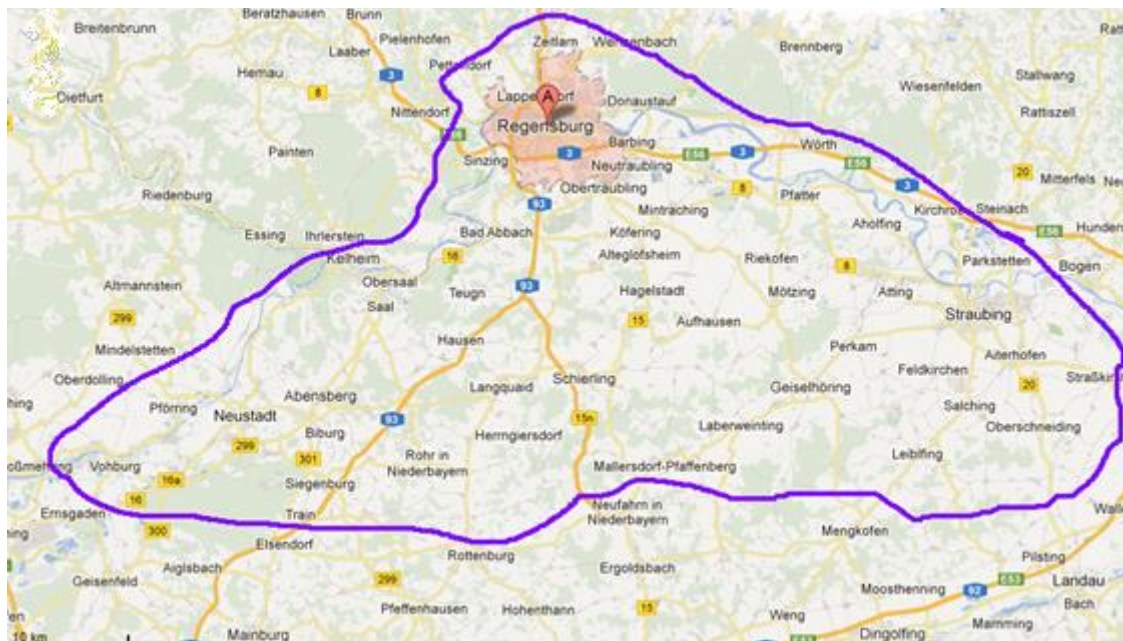 Beratzhausen
Brunn
Breitenbrunn
Pielenhofen
Zeitlarn
Wenzenbach
Brennberg
Laaber
Pettendorf
Hemau
3
Stallwang
Dietfurt
8
Lappersdorf
A
Donaustauf
Wiesenfelden
Rattiszell
Nittendorf
Regensburg
Painten
Sinzing
3
Barbing
E56
3
Wörth
E56
Neutraubling
20
Mitterfels
Riedenburg
Obertraubling
8
Pfatter
3
93
Mintraching
Kirchroth
Steinach
Essing
Ihrlerstein
Bad Abbach
Köfering
Aholfing
E56
Kelheim
16
Alteglofsheim
Riekofen
8
Parkstetten
Bogen
Altmannstein
Obersaal
93
Teugn
Hagelstadt
Mötzing
Atting
Saal
299
15
Aufhausen
Straubing
Mindelstetten
Hausen
Perkam
Aiterhofen
Oberdolling
Langquaid
Schierling
Geiselhöring
Feldkirchen
20
Pförring
Abensberg
Neustadt
93
15n
Salching
Biburg
Herrngiersdorf
Laberweinting
Oberschneiding
299
301
Rohr in
Niederbayern
Leiblfing
Vohburg
16a
Mallersdorf-Pfaffenberg
16
Siegenburg
Ernsgaden
Train
Neufahrn in
Niederbayern
300
Mengkofen
Elsendorf
Rottenburg
Pilsting
Aiglsbach
Ergoldsbach
Geisenfeld
299
Moosthenning
92
E53
Landau
Pfeffenhausen
Hohenthann
15
Weng
Bach
Mamming
Mainburg
Dingolfing
10 km